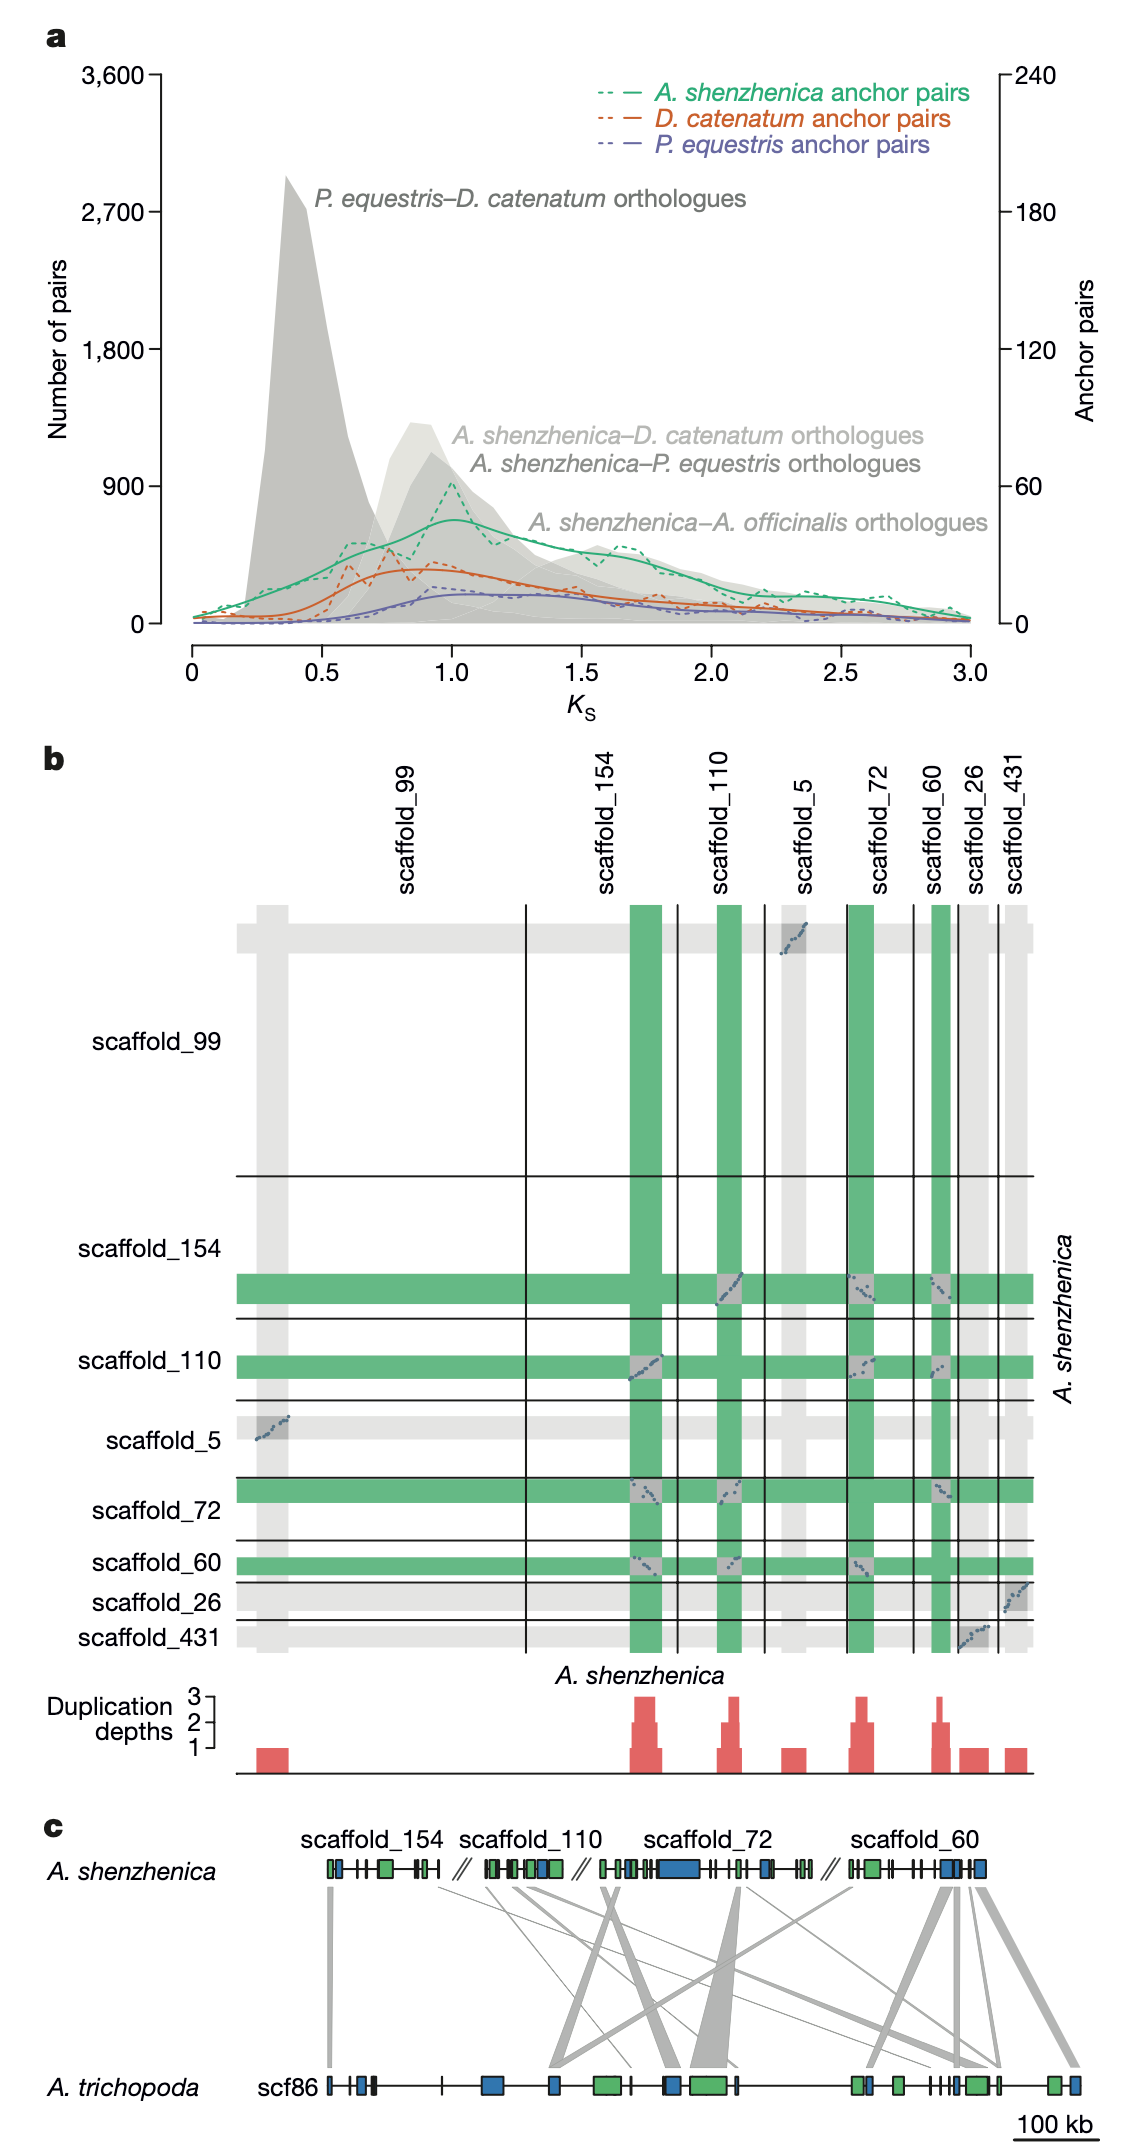 a
3,600
2,700
1,800
900
0
Number of pairs
240
180
120
60
0
Anchor pairs
A. shenzhenica anchor pairs
D. catenatum anchor pairs
P. equestris anchor pairs
P. equestris–D. catenatum orthologues
A. shenzhenica–D. catenatum orthologues
A. shenzhenica–P. equestris orthologues
A. shenzhenica–A. officinalis orthologues
0 0.5 1.0 1.5 2.0 2.5 3.0
KS
b
scaffold_99
scaffold_154
scaffold_110
scaffold_5
scaffold_72
scaffold_60
scaffold_26
scaffold_431
scaffold_99
scaffold_154
scaffold_110
scaffold_5
scaffold_72
scaffold_60
scaffold_26
scaffold_431
A. shenzhenica
A. shenzhenica
Duplication
depths
3
2
1
c
scaffold_154 scaffold_110 scaffold_72 scaffold_60
A. shenzhenica
A. trichopoda scf86
100 kb